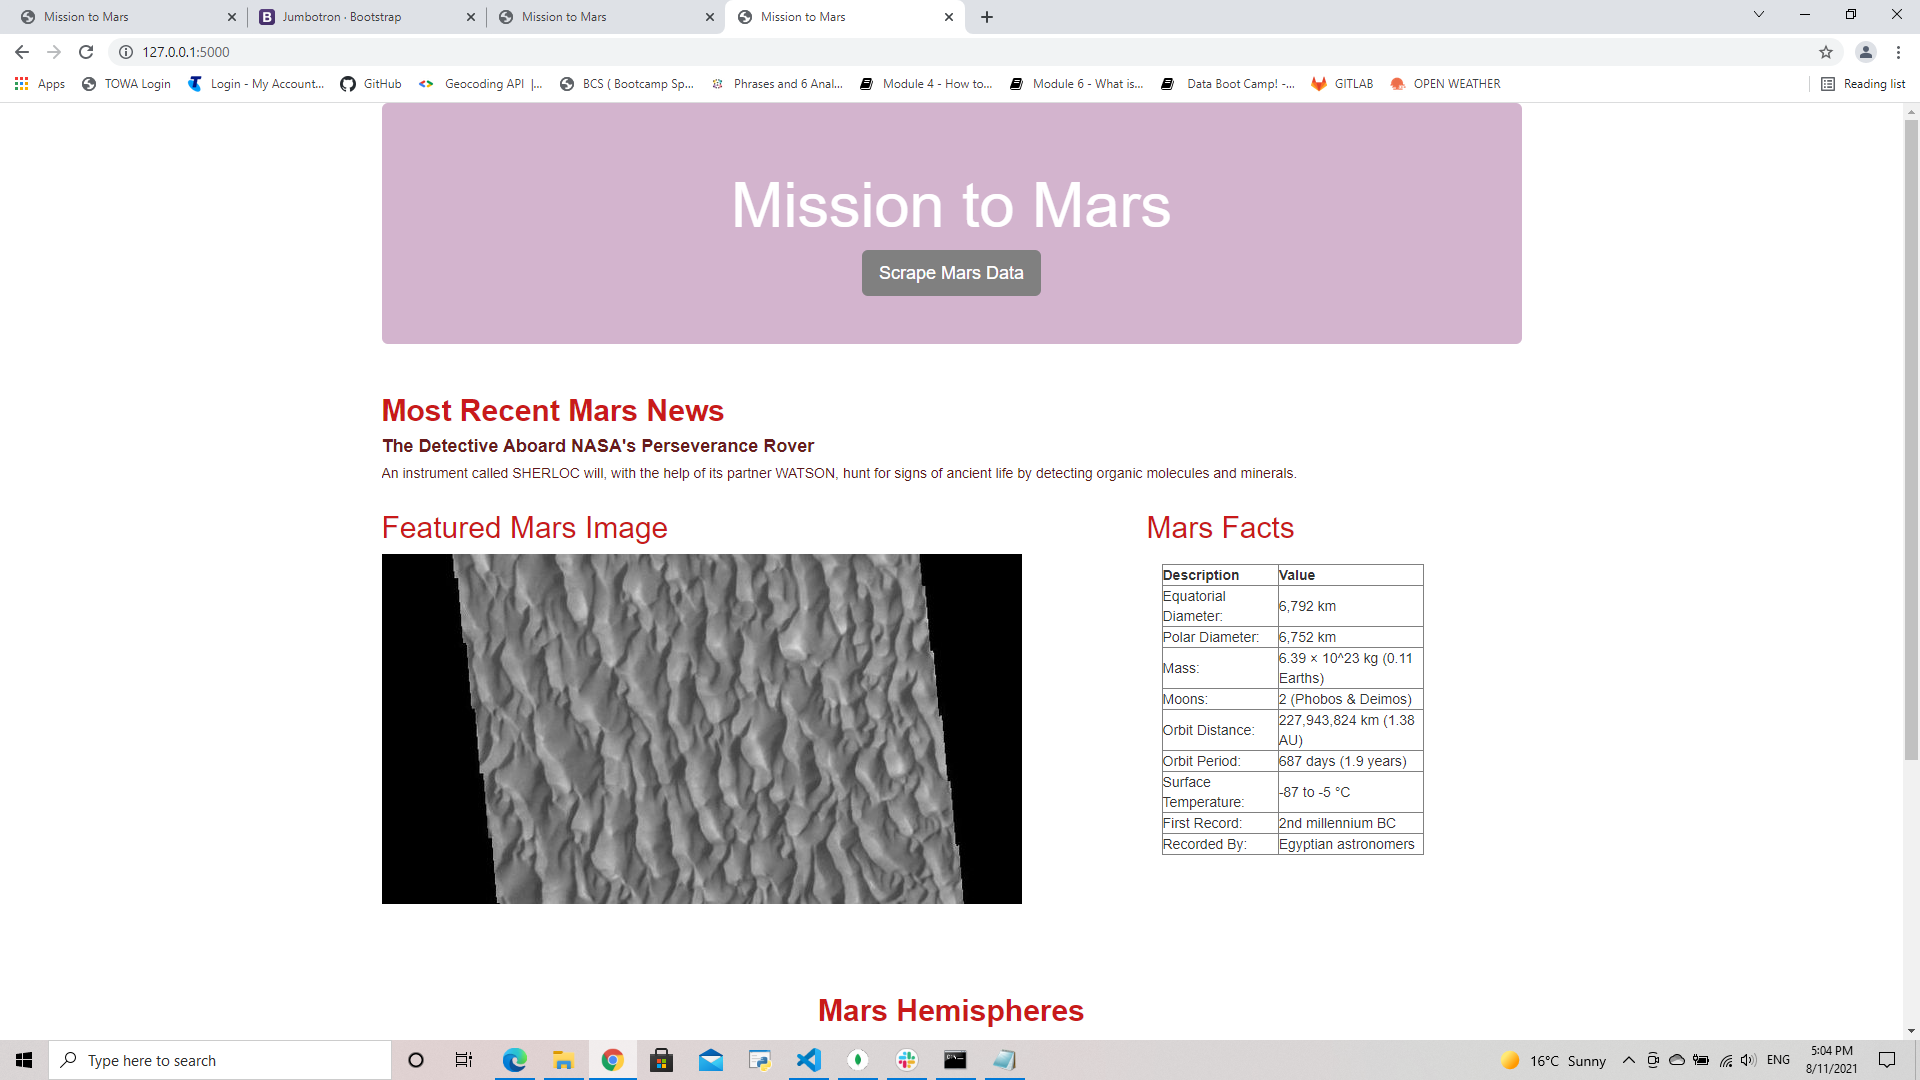 Mission to Mars
Jumbotron · Bootstrap
Mission to Mars
Mission to Mars
127.0.0.1:5000
Apps
TOWA Login
Login - My Account...
GitHub
Geocoding API |...
BCS ( Bootcamp Sp...
Phrases and 6 Anal...
Module 4 - How to...
Module 6 - What is...
Data Boot Camp! -...
GITLAB
OPEN WEATHER
Reading list
Mission to Mars
Scrape Mars Data
Most Recent Mars News
The Detective Aboard NASA's Perseverance Rover
An instrument called SHERLOC will, with the help of its partner WATSON, hunt for signs of ancient life by detecting organic molecules and minerals.
Featured Mars Image
Mars Facts
Description Value
Equatorial
Diameter: 6,792 km
Polar Diameter: 6,752 km
Mass: 6.39 × 10^23 kg (0.11
Earths)
Moons: 2 (Phobos & Deimos)
Orbit Distance: 227,943,824 km (1.38
AU)
Orbit Period: 687 days (1.9 years)
Surface
Temperature: -87 to -5 °C
First Record: 2nd millennium BC
Recorded By: Egyptian astronomers
Mars Hemispheres
Type here to search
16°C Sunny
ENG
5:04 PM
8/11/2021